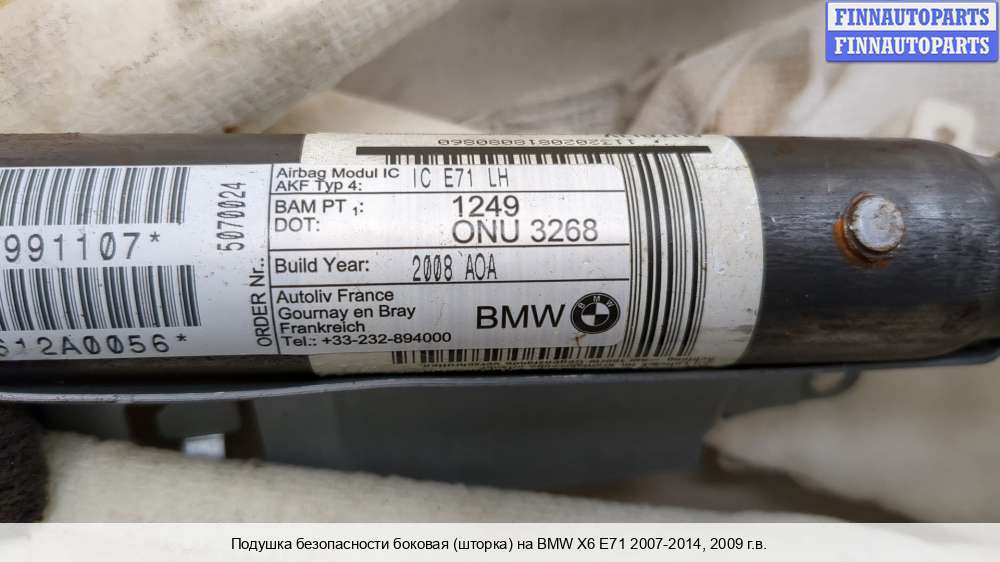 FINNAUTOPARTS
FINNAUTOPARTS
11320208180800860
Airbag Modul IC
AKF Typ 4: IC E71 LH
BAM PT 1: 1249
DOT: ONU 3268
Build Year: 2008 AOA
Autoliv France
Gournay en Bray
Frankreich
Tel.: +33-232-894000
BMW
ORDER Nr.:
5070024
991107*
612A0056*
Подушка безопасности боковая (шторка) на BMW X6 E71 2007-2014, 2009 г.в.